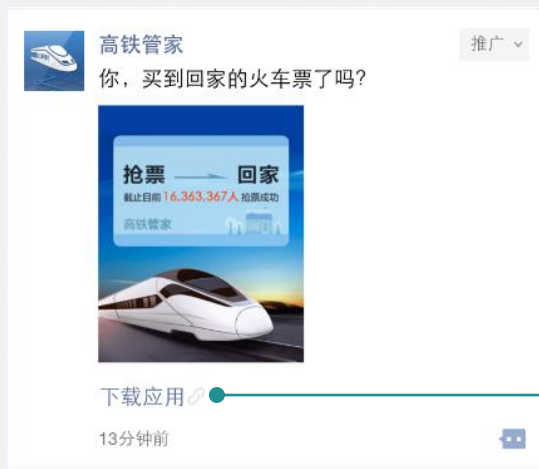 高铁管家
推广
你，买到回家的火车票了吗？
抢票 回家
截止目前16,363,367人 抢票成功
高铁管家
下载应用
13分钟前